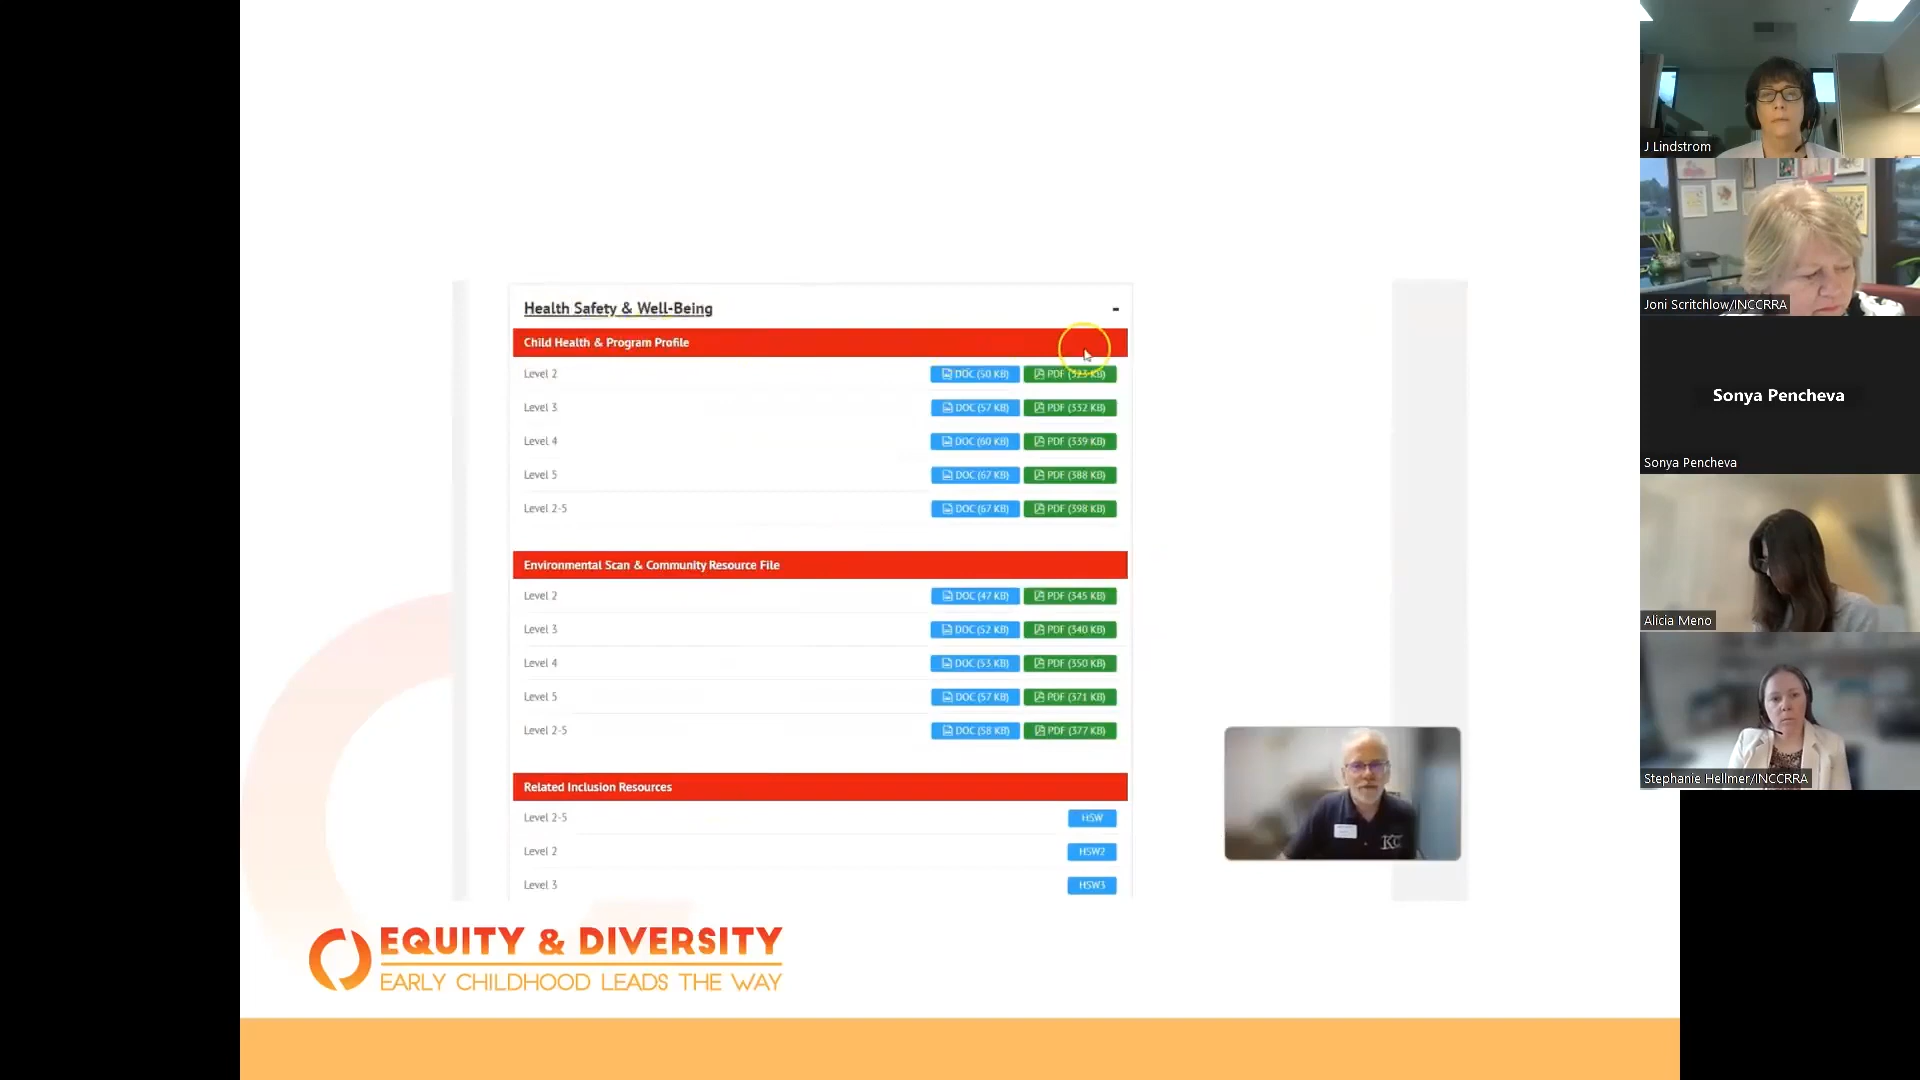 Health Safety & Well-Being
-
Child Health & Program Profile
Level 2 DOC (50 KB) PDF (323 KB)
Level 3 DOC (57 KB) PDF (332 KB)
Level 4 DOC (60 KB) PDF (339 KB)
Level 5 DOC (67 KB) PDF (388 KB)
Level 2-5 DOC (67 KB) PDF (398 KB)
Environmental Scan & Community Resource File
Level 2 DOC (47 KB) PDF (345 KB)
Level 3 DOC (52 KB) PDF (340 KB)
Level 4 DOC (53 KB) PDF (350 KB)
Level 5 DOC (57 KB) PDF (371 KB)
Level 2-5 DOC (58 KB) PDF (377 KB)
Related Inclusion Resources
Level 2-5 HSW
Level 2 HSW2
Level 3 HSW3
KC
EQUITY & DIVERSITY
EARLY CHILDHOOD LEADS THE WAY
J Lindstrom
Joni Scritchlow/INCCRRA
Sonya Pencheva
Sonya Pencheva
Alicia Meno
Stephanie Hellmer/INCCRRA